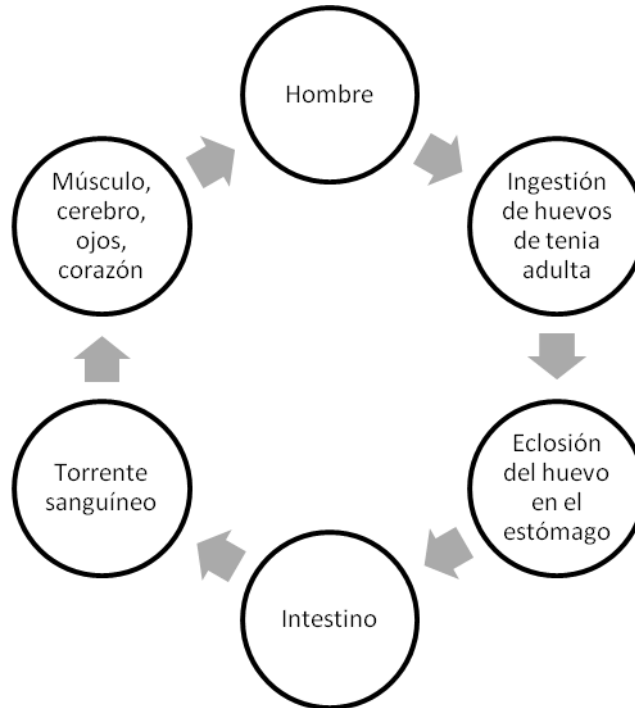 Hombre
Ingestión
de huevos
de tenia
adulta
Eclosión
del huevo
en el
estómago
Intestino
Torrente
sanguíneo
Músculo,
cerebro,
ojos,
corazón